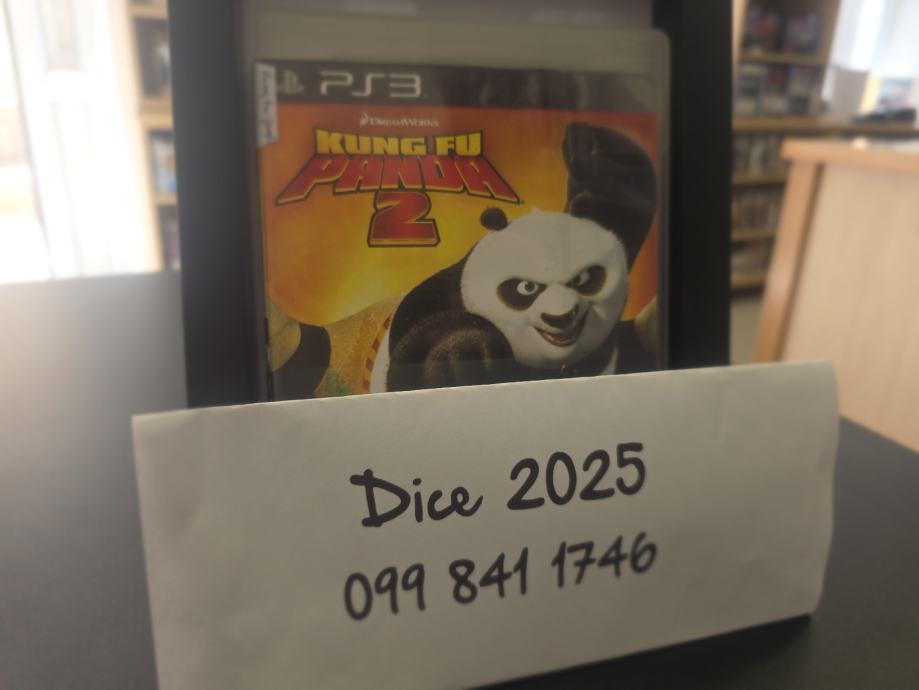 PS3
DREAMWORKS
KUNG FU
PANDA
2
Dice 2025
099 841 1746